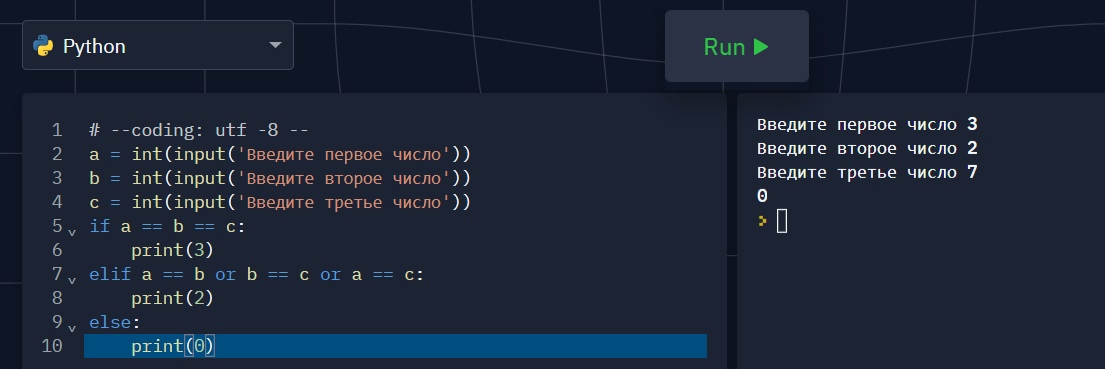 Python
Run
1 # --coding: utf -8 --
2 a = int(input('Введите первое число'))
3 b = int(input('Введите второе число'))
4 c = int(input('Введите третье число'))
5 if a == b == c:
6     print(3)
7 elif a == b or b == c or a == c:
8     print(2)
9 else:
10     print(0)
Введите первое число 3
Введите второе число 2
Введите третье число 7
0
>